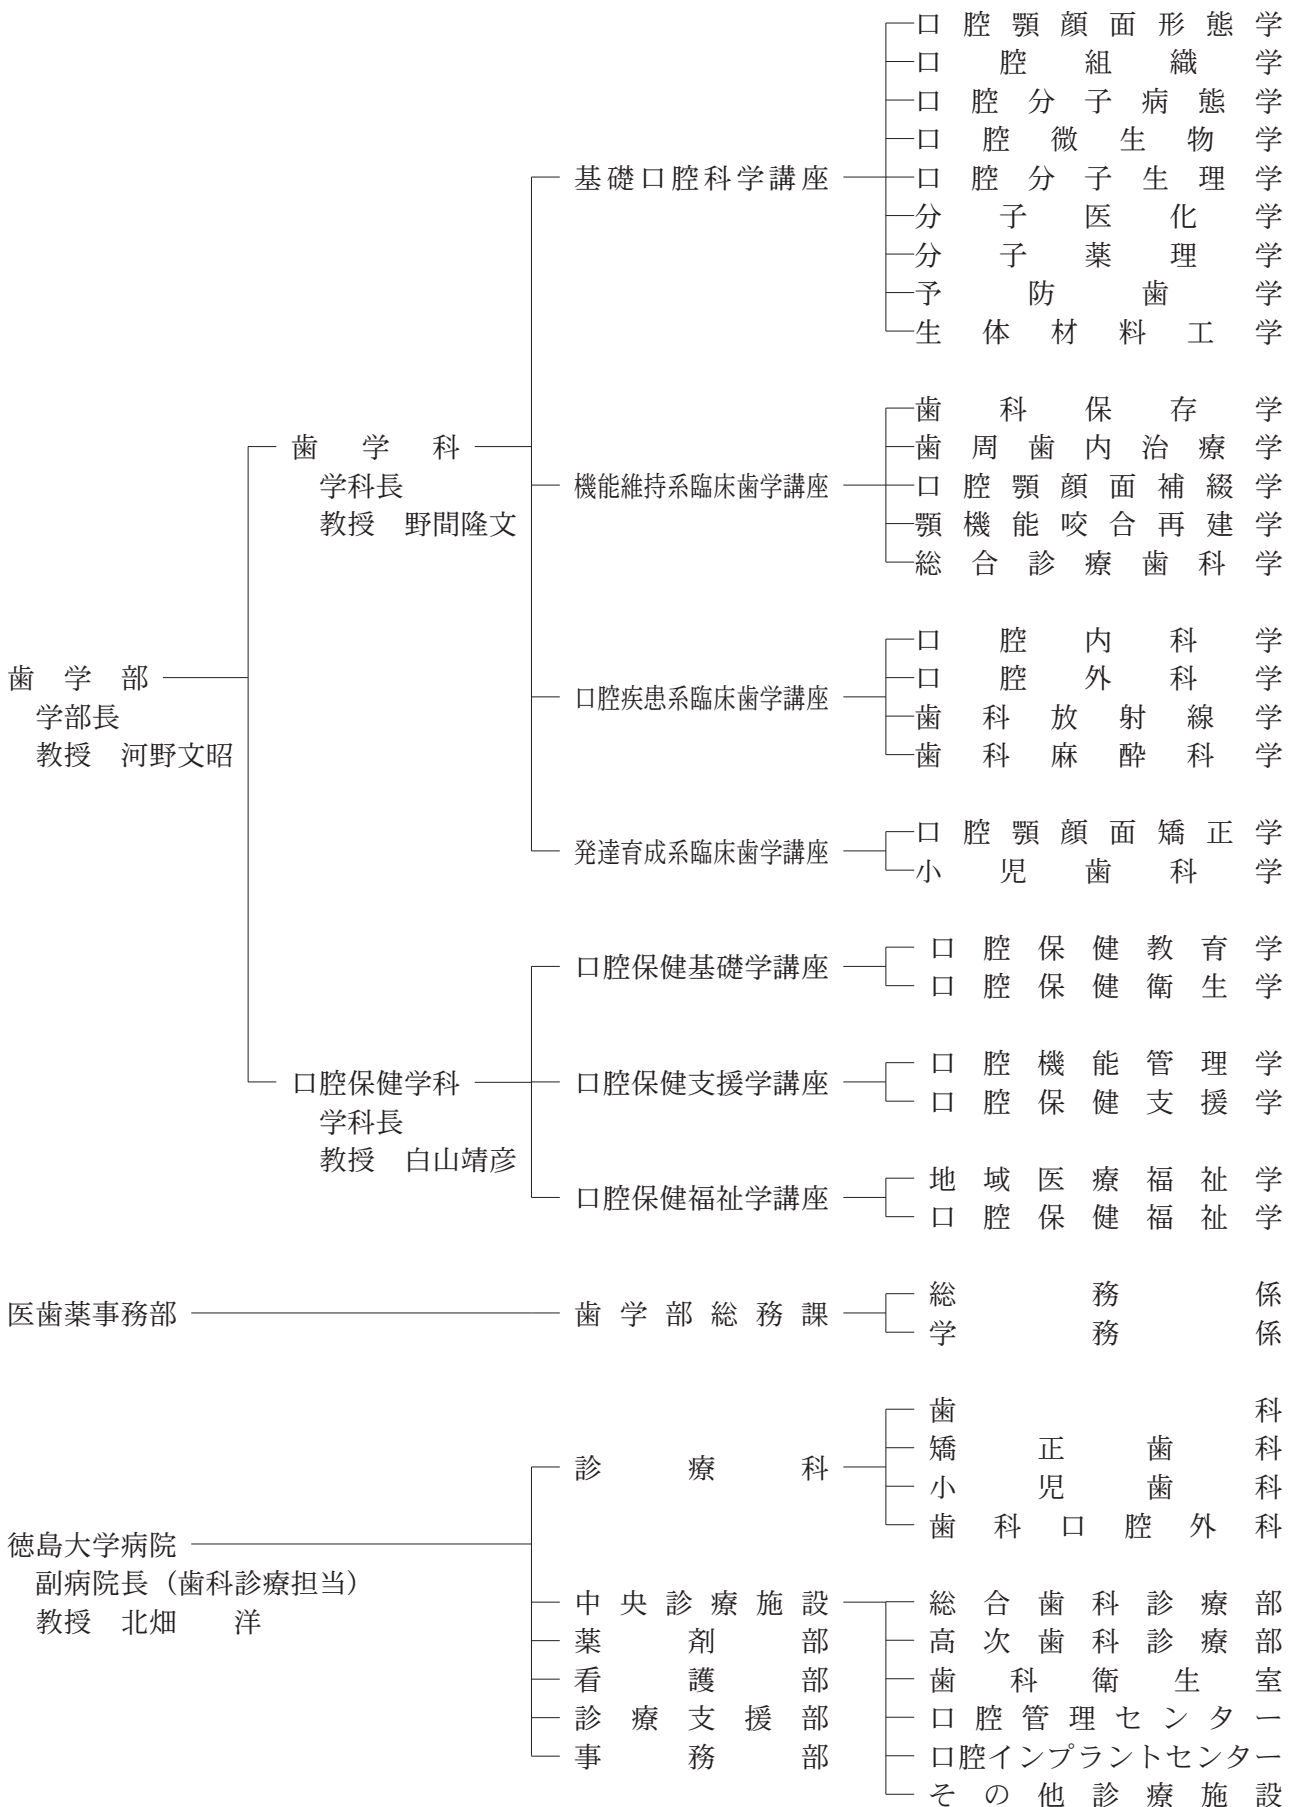 口腔顎顔面形態学
口腔組織学
口腔分子病態学
口腔微生物学
基礎口腔科学講座 口腔分子生理学
分子医化学
分子薬理学
予防歯学
生体材料工学
歯科保存学
歯学科 歯周歯内治療学
学科長 機能維持系臨床歯学講座 口腔顎顔面補綴学
教授 野間隆文 顎機能咬合再建学
総合診療歯科学
口腔内科学
歯学部 口腔外科学
学部長 口腔疾患系臨床歯学講座 歯科放射線学
教授 河野文昭 歯科麻酔科学
口腔顎顔面矯正学
発達育成系臨床歯学講座
小児歯科学
口腔保健教育学
口腔保健基礎学講座
口腔保健衛生学
口腔機能管理学
口腔保健学科 口腔保健支援学講座
学科長 口腔保健支援学
教授 白山靖彦
地域医療福祉学
口腔保健福祉学講座
口腔保健福祉学
総務係
医歯薬事務部 歯学部総務課
学務係
歯科
矯正歯科
診療科
小児歯科
歯科口腔外科
徳島大学病院
副病院長（歯科診療担当）
中央診療施設 総合歯科診療部
教授 北畑 洋
薬剤部 高次歯科診療部
看護部 歯科衛生室
診療支援部 口腔管理センター
事務部 口腔インプラントセンター
その他診療施設